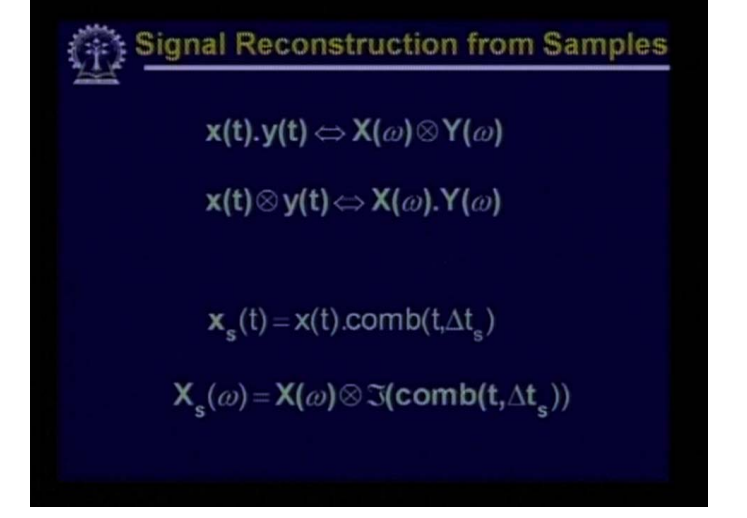 Signal Reconstruction from Samples
x(t).y(t) ⇔ X(ω) ⊗ Y(ω)
x(t) ⊗ y(t) ⇔ X(ω).Y(ω)
xₛ(t) = x(t).comb(t,Δtₛ)
Xₛ(ω) = X(ω) ⊗ ℑ(comb(t,Δtₛ))